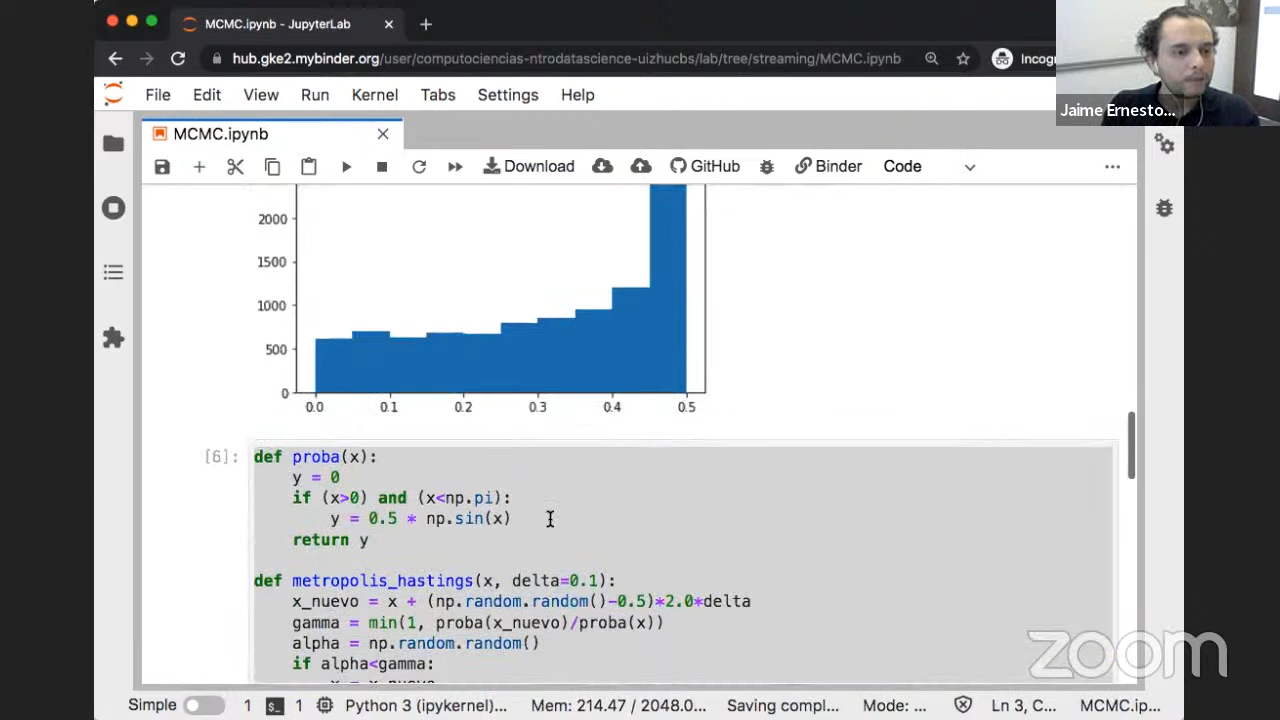 MCMC.ipynb - JupyterLab
hub.gke2.mybinder.org/user/computociencias-ntrodatascience-uizhucbs/lab/tree/streaming/MCMC.ipynb
Incogn
Jaime Ernesto...
File Edit View Run Kernel Tabs Settings Help
MCMC.ipynb
Download GitHub Binder Code
2000
1500
1000
500
0
0.0 0.1 0.2 0.3 0.4 0.5
[6]: def proba(x):
y = 0
if (x>0) and (x<np.pi):
y = 0.5 * np.sin(x)
return y
def metropolis_hastings(x, delta=0.1):
x_nuevo = x + (np.random.random()-0.5)*2.0*delta
gamma = min(1, proba(x_nuevo)/proba(x))
alpha = np.random.random()
if alpha<gamma:
zoom
Simple 1 $_ 1 Python 3 (ipykernel)... Mem: 214.47 / 2048.0... Saving compl... Mode: ... Ln 3, C... MCMC.ip...